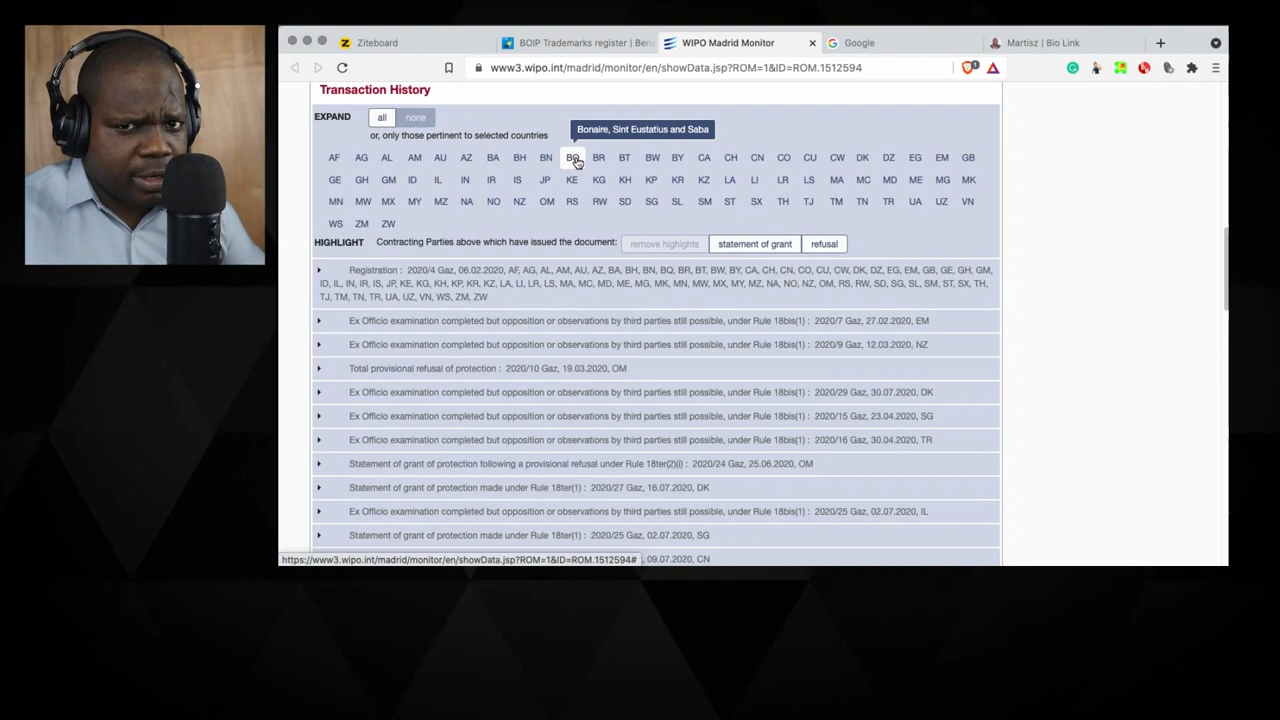 Ziteboard
BOIP Trademarks register | Ben
WIPO Madrid Monitor
Google
Martisz | Bio Link
www3.wipo.int/madrid/monitor/en/showData.jsp?ROM=1&ID=ROM.1512594
1
Transaction History
EXPAND all none
or, only those pertinent to selected countries
Bonaire, Sint Eustatius and Saba
AF AG AL AM AU AZ BA BH BN BQ BR BT BW BY CA CH CN CO CU CW DK DZ EG EM GB
GE GH GM ID IL IN IR IS JP KE KG KH KP KR KZ LA LI LR LS MA MC MD ME MG MK
MN MW MX MY MZ NA NO NZ OM RS RW SD SG SL SM ST SX TH TJ TM TN TR UA UZ VN
WS ZM ZW
HIGHLIGHT Contracting Parties above which have issued the document: remove highlights statement of grant refusal
Registration : 2020/4 Gaz, 06.02.2020, AF, AG, AL, AM, AU, AZ, BA, BH, BN, BQ, BR, BT, BW, BY, CA, CH, CN, CO, CU, CW, DK, DZ, EG, EM, GB, GE, GH, GM,
ID, IL, IN, IR, IS, JP, KE, KG, KH, KP, KR, KZ, LA, LI, LR, LS, MA, MC, MD, ME, MG, MK, MN, MW, MX, MY, MZ, NA, NO, NZ, OM, RS, RW, SD, SG, SL, SM, ST, SX, TH,
TJ, TM, TN, TR, UA, UZ, VN, WS, ZM, ZW
Ex Officio examination completed but opposition or observations by third parties still possible, under Rule 18bis(1) : 2020/7 Gaz, 27.02.2020, EM
Ex Officio examination completed but opposition or observations by third parties still possible, under Rule 18bis(1) : 2020/9 Gaz, 12.03.2020, NZ
Total provisional refusal of protection : 2020/10 Gaz, 19.03.2020, OM
Ex Officio examination completed but opposition or observations by third parties still possible, under Rule 18bis(1) : 2020/29 Gaz, 30.07.2020, DK
Ex Officio examination completed but opposition or observations by third parties still possible, under Rule 18bis(1) : 2020/15 Gaz, 23.04.2020, SG
Ex Officio examination completed but opposition or observations by third parties still possible, under Rule 18bis(1) : 2020/16 Gaz, 30.04.2020, TR
Statement of grant of protection following a provisional refusal under Rule 18ter(2)(i) : 2020/24 Gaz, 25.06.2020, OM
Statement of grant of protection made under Rule 18ter(1) : 2020/27 Gaz, 16.07.2020, DK
Ex Officio examination completed but opposition or observations by third parties still possible, under Rule 18bis(1) : 2020/25 Gaz, 02.07.2020, IL
Statement of grant of protection made under Rule 18ter(1) : 2020/25 Gaz, 02.07.2020, SG
https://www3.wipo.int/madrid/monitor/en/showData.jsp?ROM=1&ID=ROM.1512594# , 09.07.2020, CN